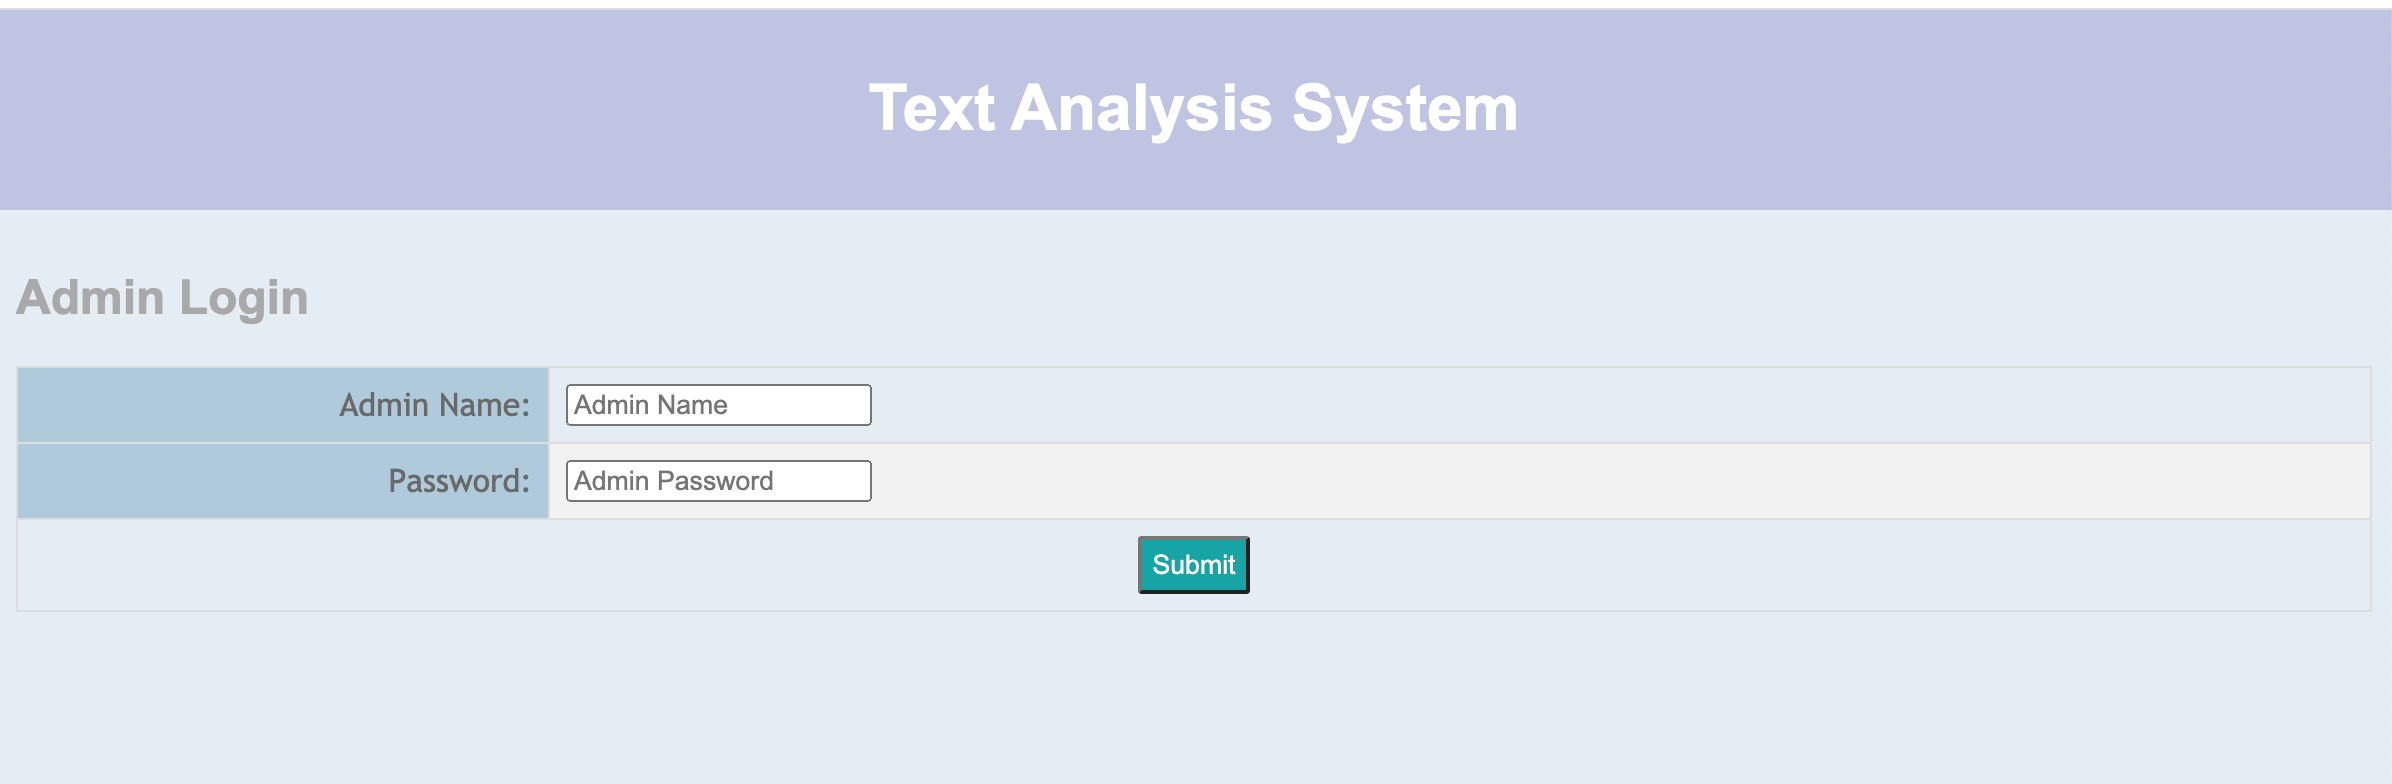 Text Analysis System
Admin Login
Admin Name: Admin Name
Password: Admin Password
Submit